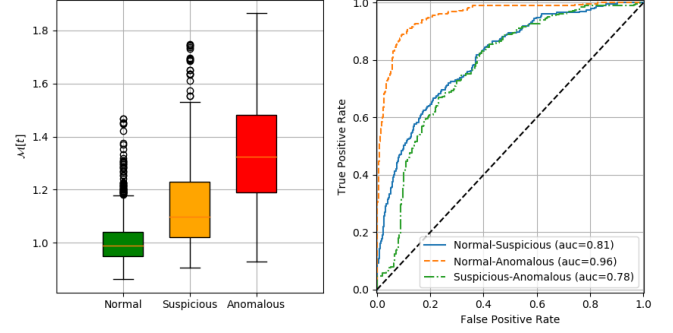 M[t]
1.8
1.6
1.4
1.2
1.0
Normal Suspicious Anomalous
True Positive Rate
1.0
0.8
0.6
0.4
0.2
0.0
Normal-Suspicious (auc=0.81)
Normal-Anomalous (auc=0.96)
Suspicious-Anomalous (auc=0.78)
0.0 0.2 0.4 0.6 0.8 1.0
False Positive Rate